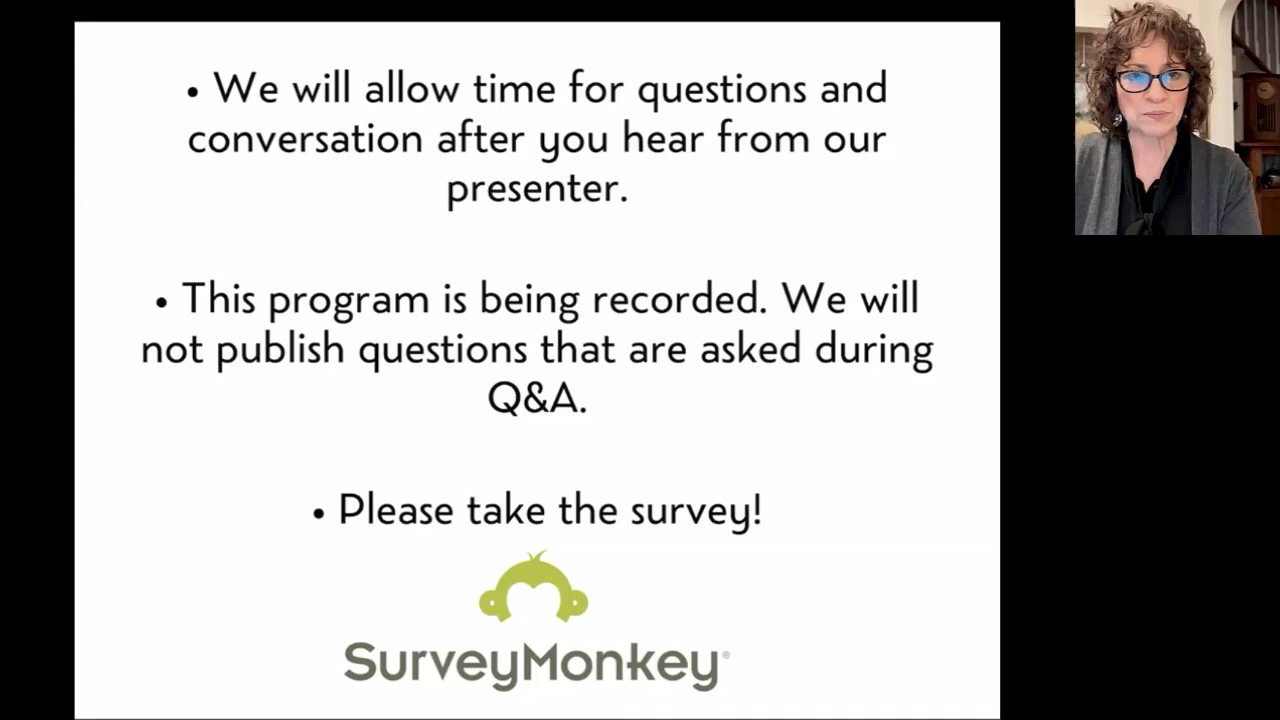 • We will allow time for questions and
conversation after you hear from our
presenter.
• This program is being recorded. We will
not publish questions that are asked during
Q&A.
• Please take the survey!
SurveyMonkey®